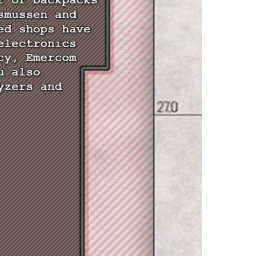 of backpacks
smussen and
ed shops have
electronics
cy, Emercom
u also
yzers and
270